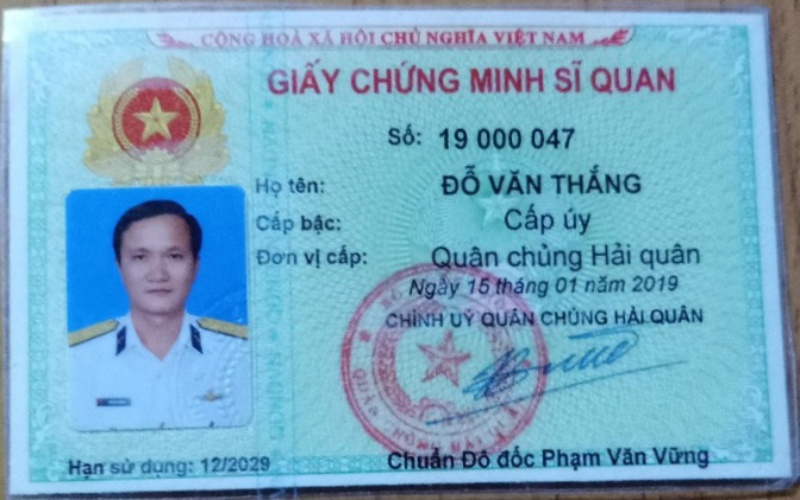 CỘNG HOÀ XÃ HỘI CHỦ NGHĨA VIỆT NAM
GIẤY CHỨNG MINH SĨ QUAN
Số: 19 000 047
Họ tên: ĐỖ VĂN THẮNG
Cấp bậc: Cấp úy
Đơn vị cấp: Quân chủng Hải quân
Ngày 15 tháng 01 năm 2019
CHÍNH UỶ QUÂN CHỦNG HẢI QUÂN
Hạn sử dụng: 12/2029
Chuẩn Đô đốc Phạm Văn Vững